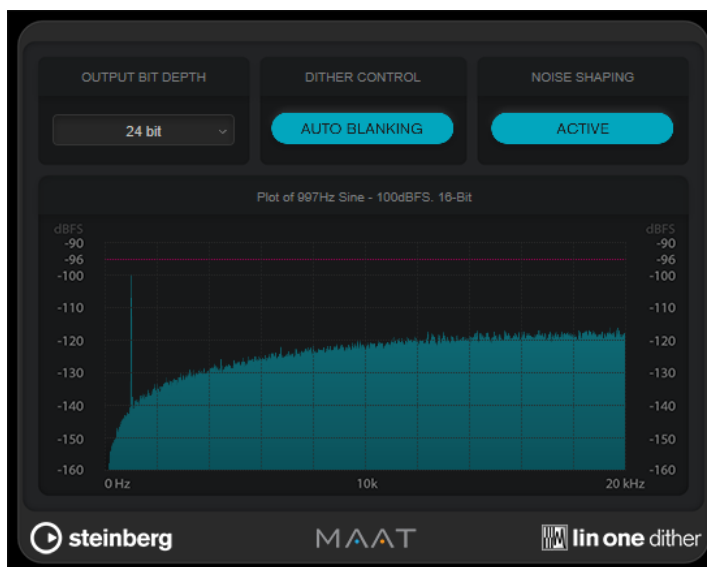 OUTPUT BIT DEPTH
DITHER CONTROL
NOISE SHAPING
24 bit
AUTO BLANKING
ACTIVE
Plot of 997Hz Sine - 100dBFS. 16-Bit
dBFS
dBFS
-90
-90
-96
-96
-100
-100
-110
-110
-120
-120
-130
-130
-140
-140
-150
-150
-160
-160
0 Hz
10k
20 kHz
steinberg
MAAT
lin one dither